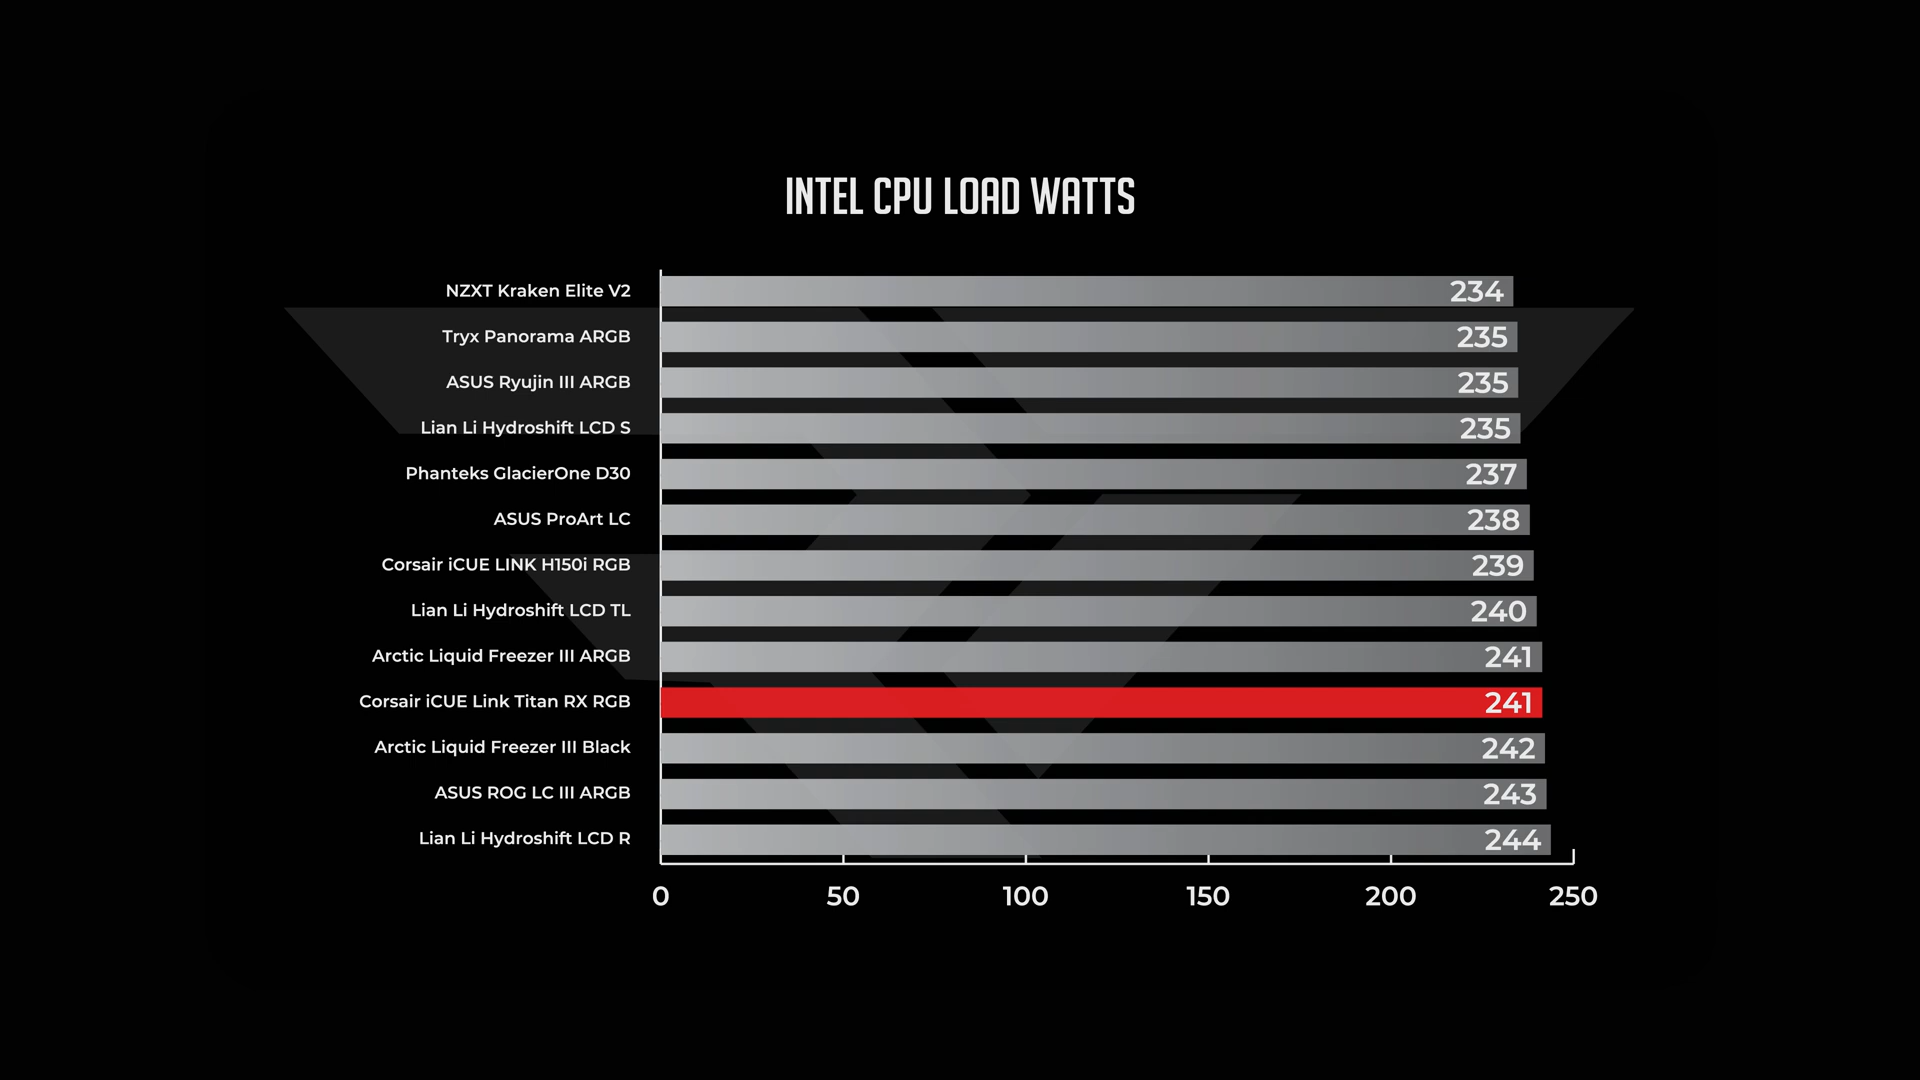 INTEL CPU LOAD WATTS
NZXT Kraken Elite V2 234
Tryx Panorama ARGB 235
ASUS Ryujin III ARGB 235
Lian Li Hydroshift LCD S 235
Phanteks GlacierOne D30 237
ASUS ProArt LC 238
Corsair iCUE LINK H150i RGB 239
Lian Li Hydroshift LCD TL 240
Arctic Liquid Freezer III ARGB 241
Corsair iCUE Link Titan RX RGB 241
Arctic Liquid Freezer III Black 242
ASUS ROG LC III ARGB 243
Lian Li Hydroshift LCD R 244
0 50 100 150 200 250